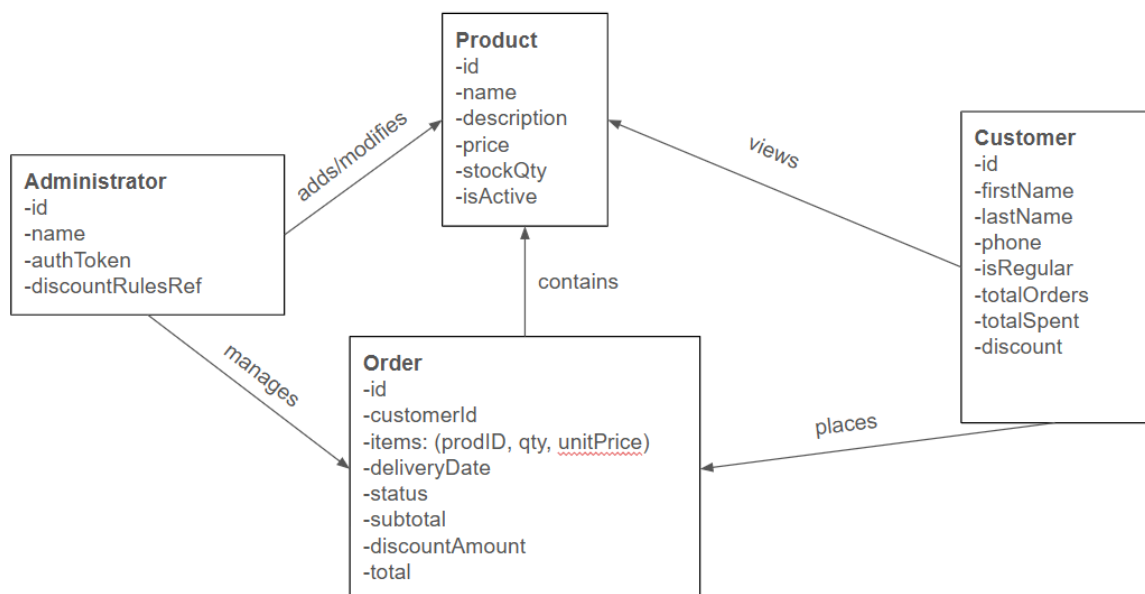 Product
-id
-name
-description
-price
-stockQty
-isActive
adds/modifies
views
Administrator
-id
-name
-authToken
-discountRulesRef
Customer
-id
-firstName
-lastName
-phone
-isRegular
-totalOrders
-totalSpent
-discount
contains
manages
places
Order
-id
-customerId
-items: (prodID, qty, unitPrice)
-deliveryDate
-status
-subtotal
-discountAmount
-total